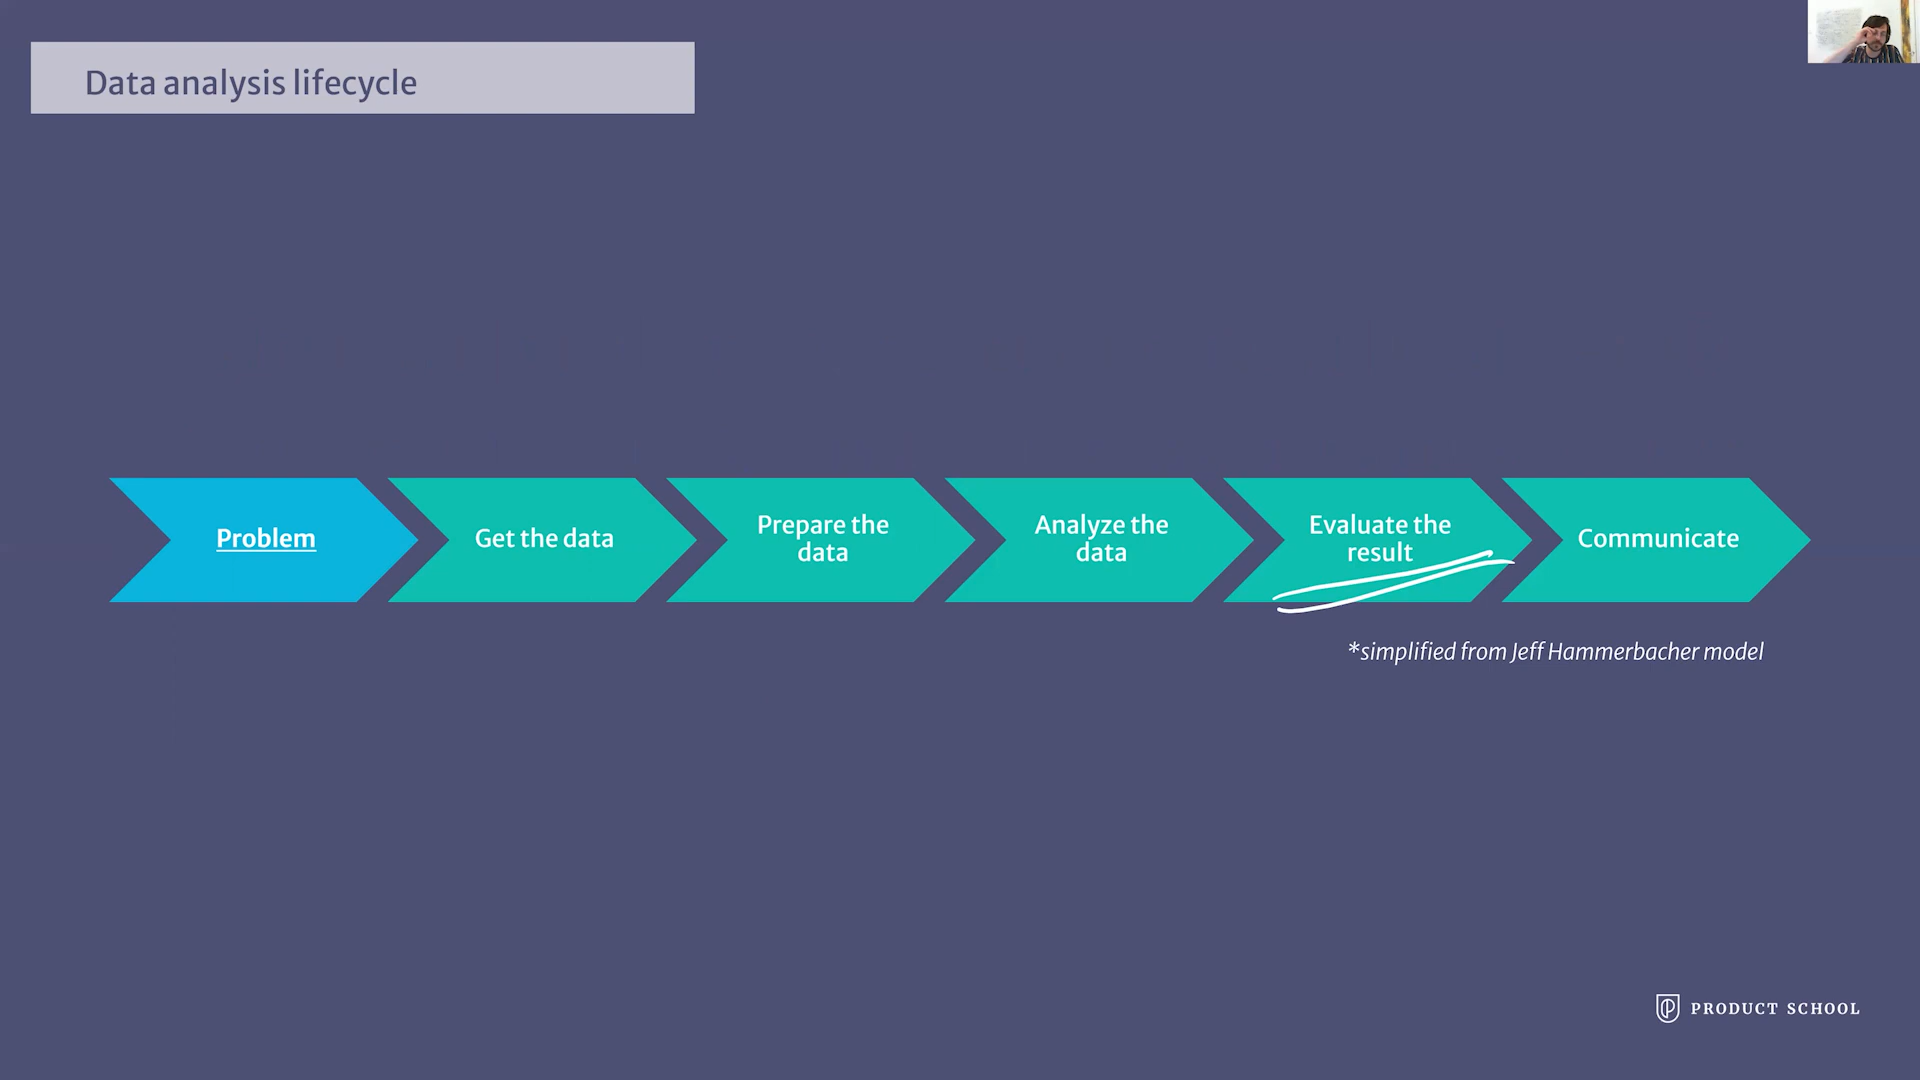 Data analysis lifecycle
Problem
Get the data
Prepare the
data
Analyze the
data
Evaluate the
result
Communicate
*simplified from Jeff Hammerbacher model
PRODUCT SCHOOL